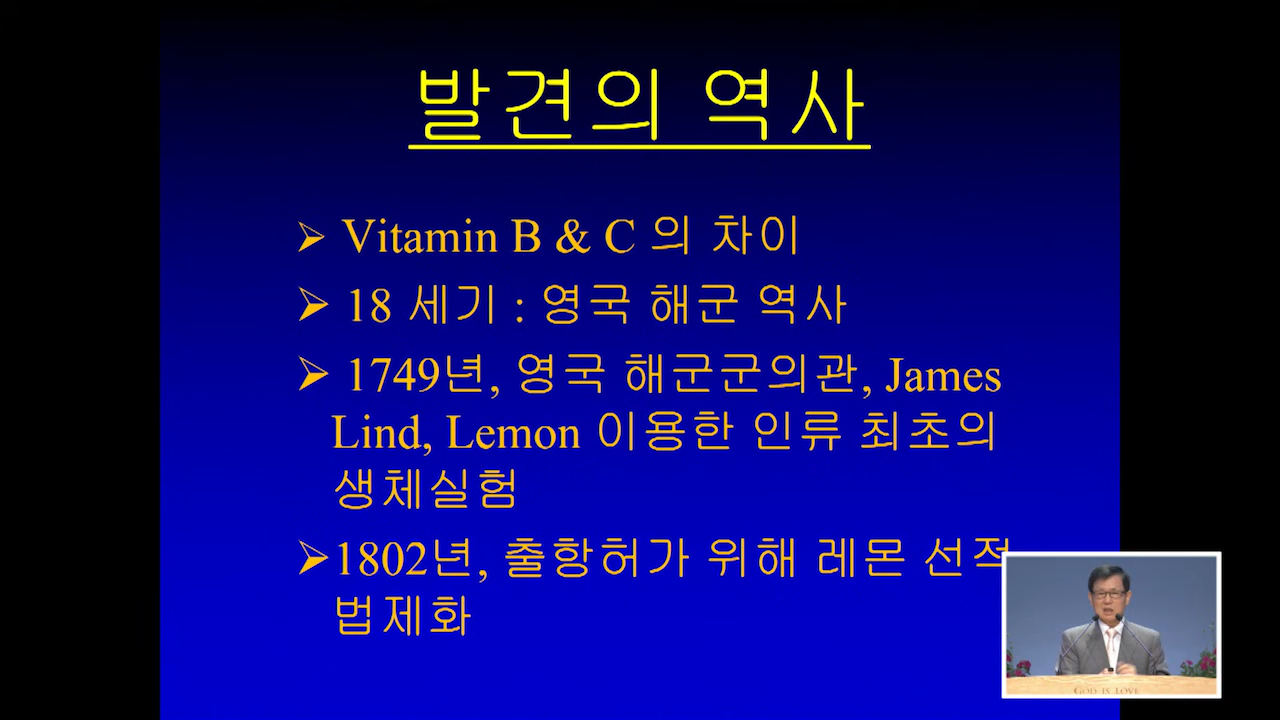 발견의 역사
➢ Vitamin B & C 의 차이
➢ 18 세기 : 영국 해군 역사
➢ 1749년, 영국 해군군의관, James
Lind, Lemon 이용한 인류 최초의
생체실험
➢1802년, 출항허가 위해 레몬 선적
법제화
GOD IS LOVE